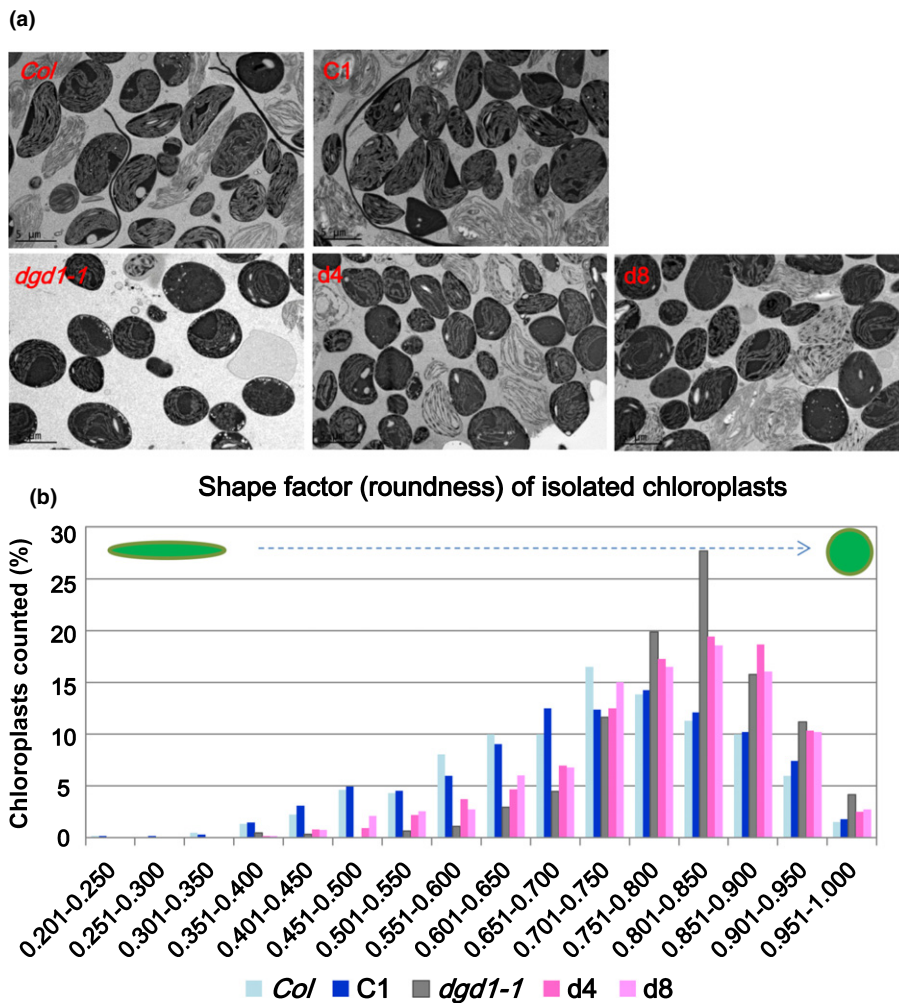 (a)
Col
C1
5 µm
dgd1-1
d4
d8
µm
(b)
Shape factor (roundness) of isolated chloroplasts
Chloroplasts counted (%)
30
25
20
15
10
5
0
0.201–0.250
0.251–0.300
0.301–0.350
0.351–0.400
0.401–0.450
0.451–0.500
0.501–0.550
0.551–0.600
0.601–0.650
0.651–0.700
0.701–0.750
0.751–0.800
0.801–0.850
0.851–0.900
0.901–0.950
0.951–1.000
Col C1 dgd1-1 d4 d8